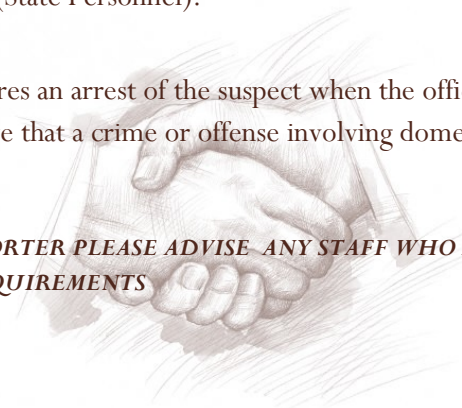 (State Personnel).
res an arrest of the suspect when the offi
e that a crime or offense involving dome
ORTER PLEASE ADVISE ANY STAFF WHO
QUIREMENTS